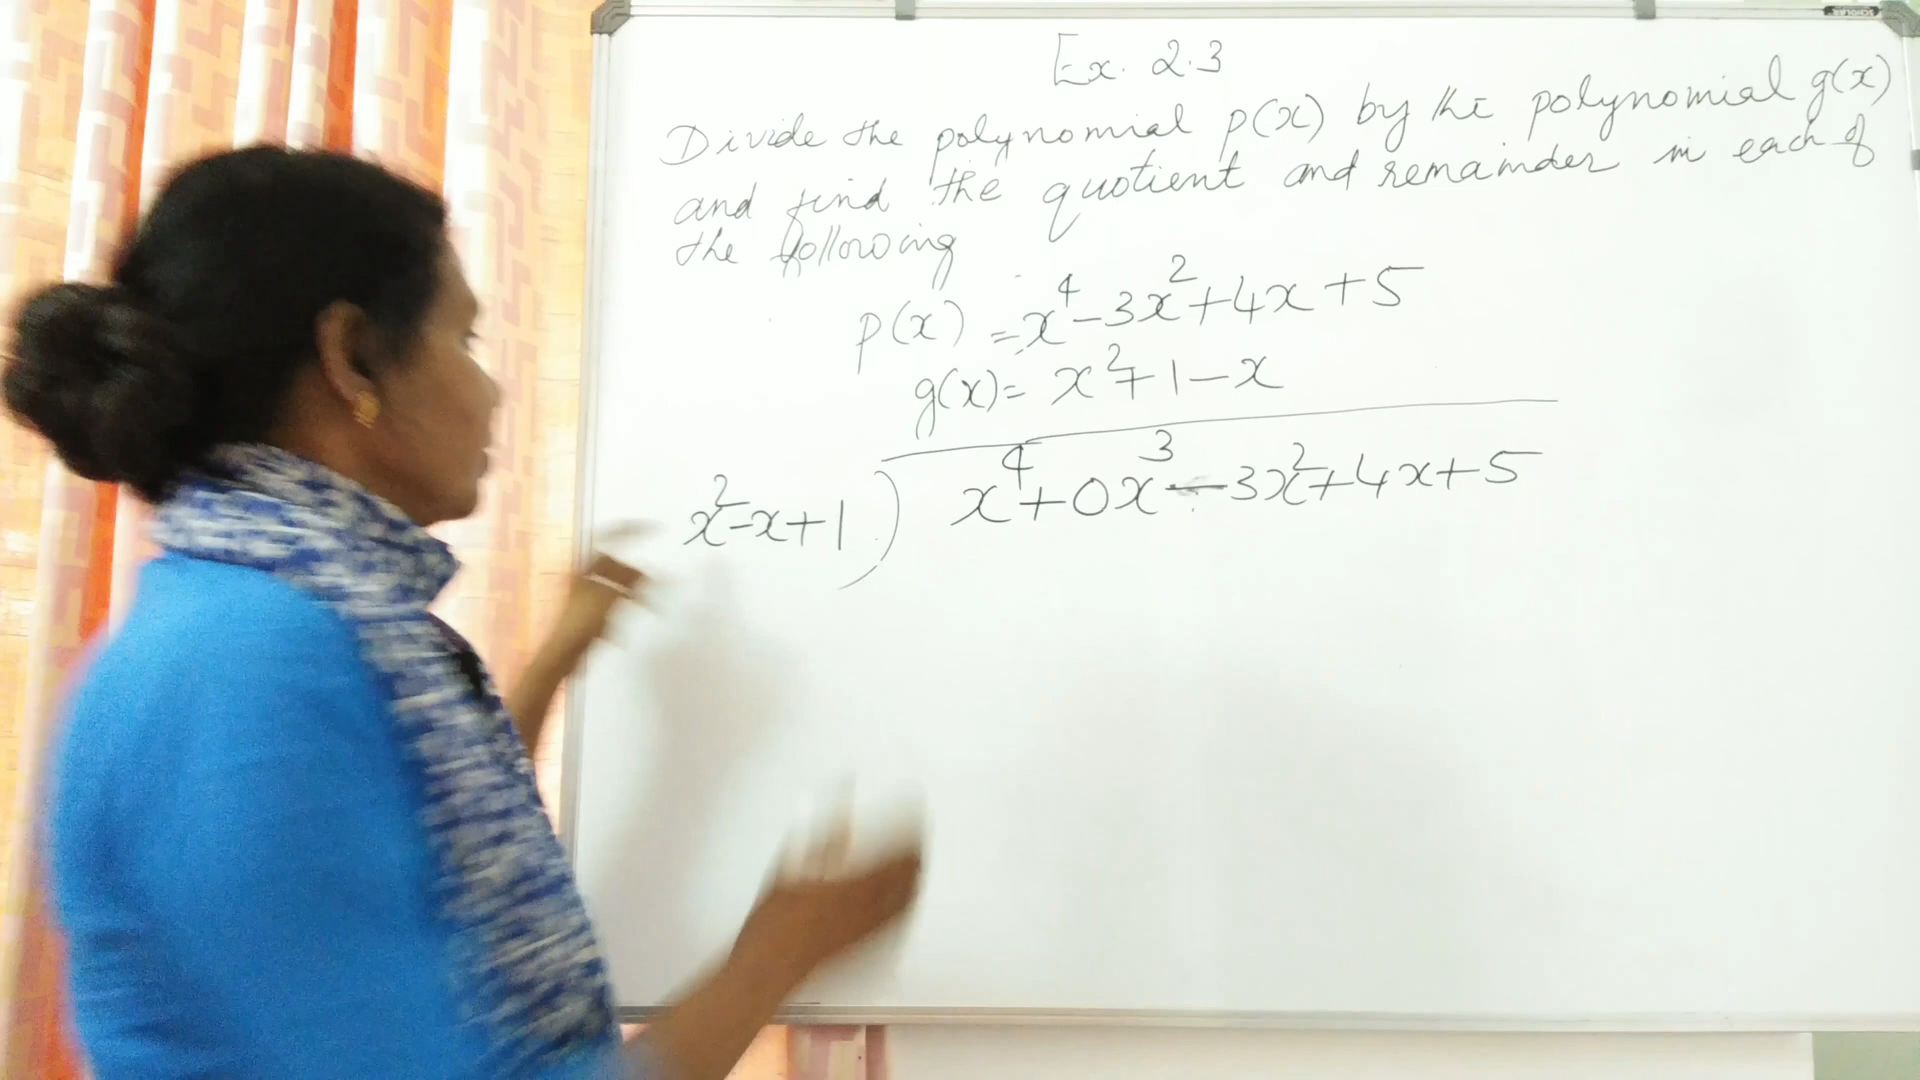 Ex. 2.3
Divide the polynomial p(x) by the polynomial g(x)
and find the quotient and remainder in each of
the following
p(x) = x⁴ - 3x² + 4x + 5
g(x) = x² + 1 - x
x² - x + 1 ) x⁴ + 0x³ - 3x² + 4x + 5